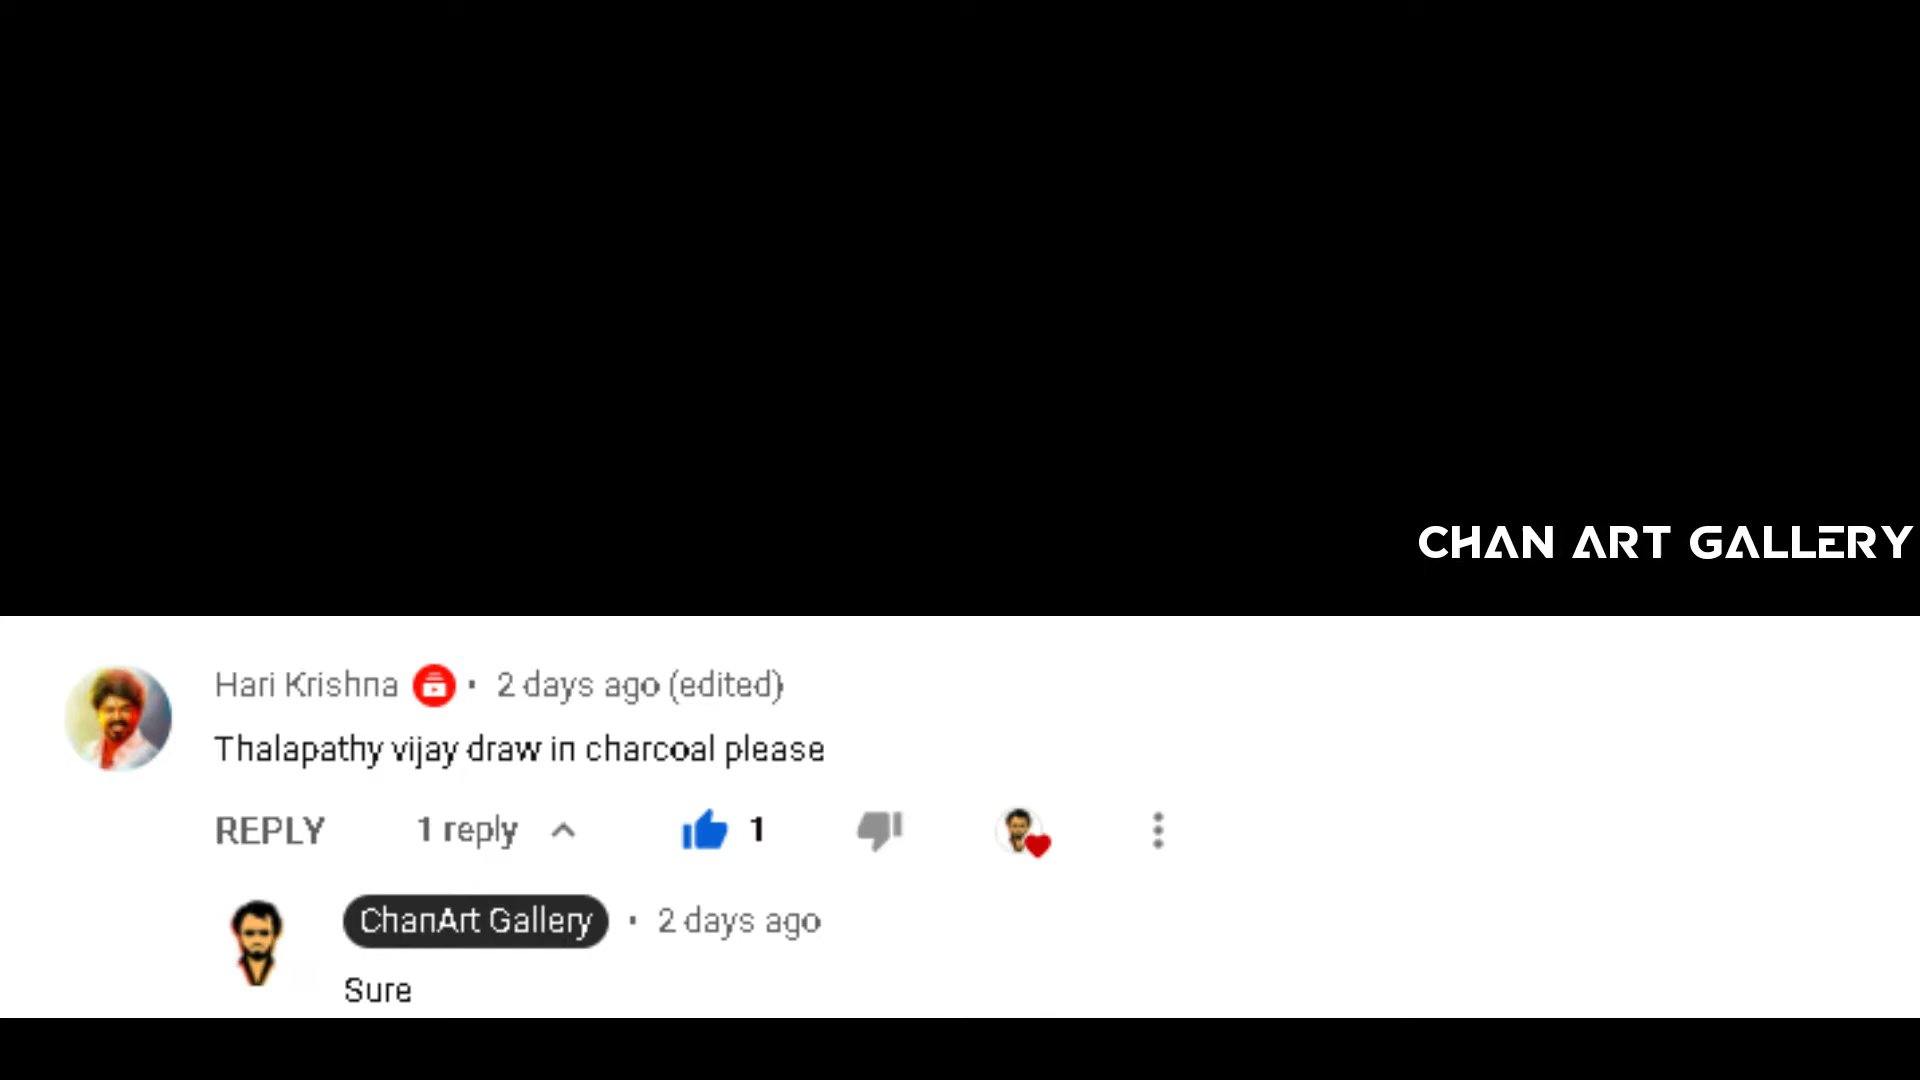 CHAN ART GALLERY
Hari Krishna • 2 days ago (edited)
Thalapathy vijay draw in charcoal please
REPLY 1 reply 1
ChanArt Gallery • 2 days ago
Sure